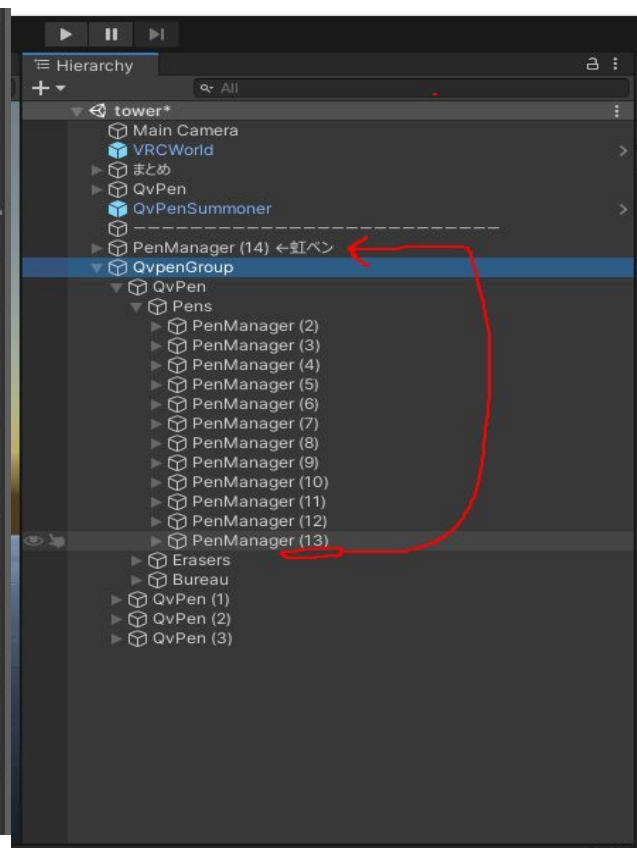 Hierarchy
All
tower*
Main Camera
VRCWorld
まとめ
QvPen
QvPenSummoner
---------------------------
PenManager (14) ←虹ペン
QvpenGroup
QvPen
Pens
PenManager (2)
PenManager (3)
PenManager (4)
PenManager (5)
PenManager (6)
PenManager (7)
PenManager (8)
PenManager (9)
PenManager (10)
PenManager (11)
PenManager (12)
PenManager (13)
Erasers
Bureau
QvPen (1)
QvPen (2)
QvPen (3)